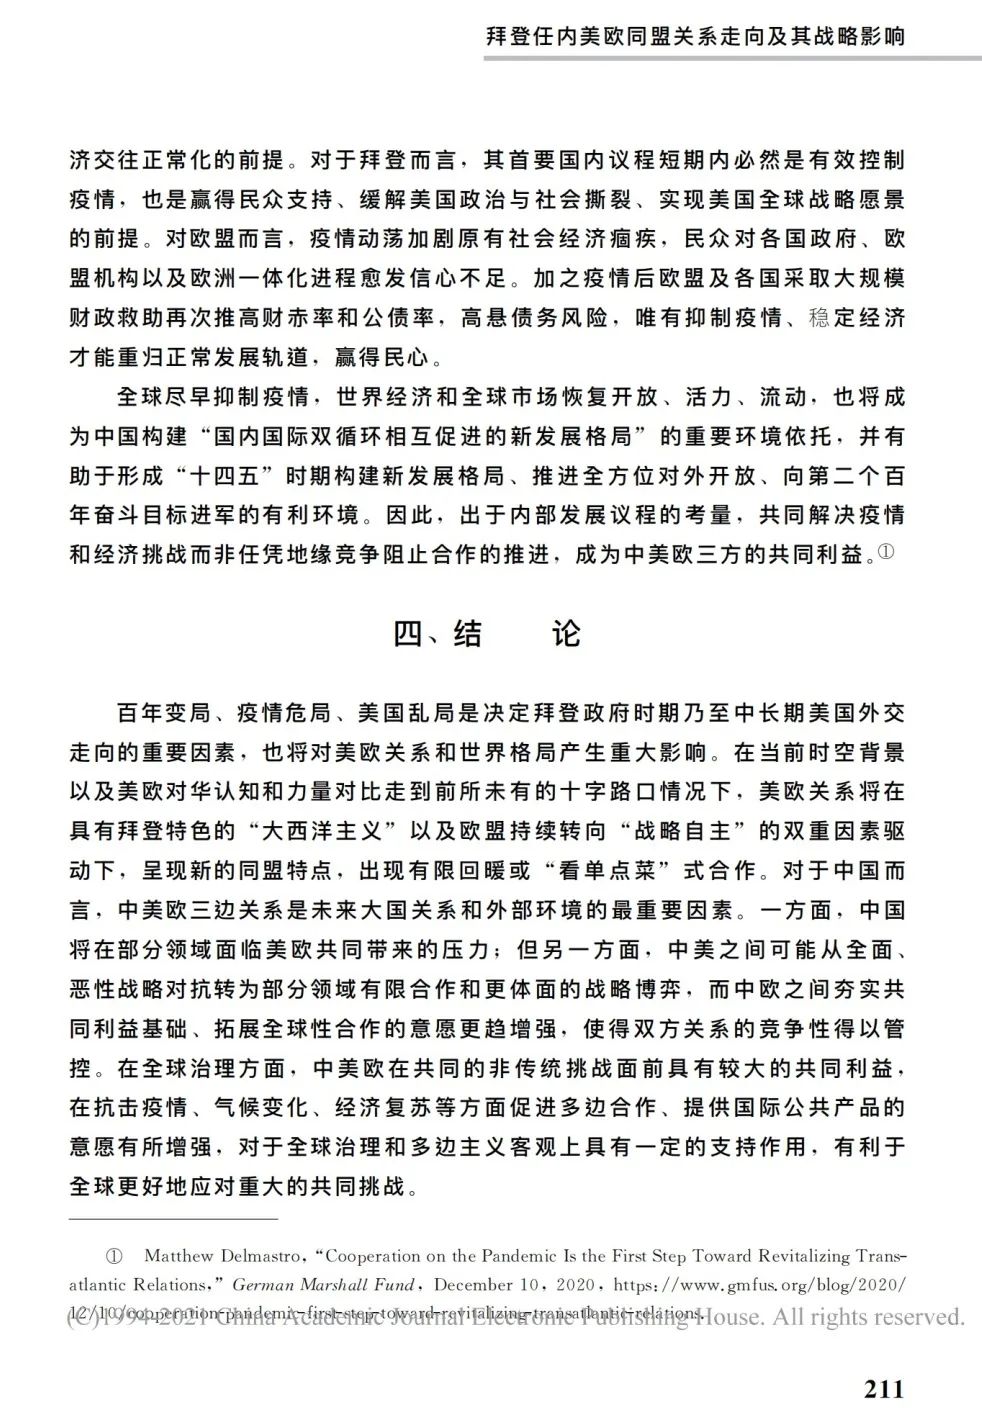 拜登任内美欧同盟关系走向及其战略影响
济交往正常化的前提。对于拜登而言，其首要国内议程短期内必然是有效控制
疫情，也是赢得民众支持、缓解美国政治与社会撕裂、实现美国全球战略愿景
的前提。对欧盟而言，疫情动荡加剧原有社会经济痼疾，民众对各国政府、欧
盟机构以及欧洲一体化进程愈发信心不足。加之疫情后欧盟及各国采取大规模
财政救助再次推高财赤率和公债率，高悬债务风险，唯有抑制疫情、稳定经济
才能重归正常发展轨道，赢得民心。
全球尽早抑制疫情，世界经济和全球市场恢复开放、活力、流动，也将成
为中国构建“国内国际双循环相互促进的新发展格局”的重要环境依托，并有
助于形成“十四五”时期构建新发展格局、推进全方位对外开放、向第二个百
年奋斗目标进军的有利环境。因此，出于内部发展议程的考量，共同解决疫情
和经济挑战而非任凭地缘竞争阻止合作的推进，成为中美欧三方的共同利益。①
四、结 论
百年变局、疫情危局、美国乱局是决定拜登政府时期乃至中长期美国外交
走向的重要因素，也将对美欧关系和世界格局产生重大影响。在当前时空背景
以及美欧对华认知和力量对比走到前所未有的十字路口情况下，美欧关系将在
具有拜登特色的“大西洋主义”以及欧盟持续转向“战略自主”的双重因素驱
动下，呈现新的同盟特点，出现有限回暖或“看单点菜”式合作。对于中国而
言，中美欧三边关系是未来大国关系和外部环境的最重要因素。一方面，中国
将在部分领域面临美欧共同带来的压力；但另一方面，中美之间可能从全面、
恶性战略对抗转为部分领域有限合作和更体面的战略博弈，而中欧之间夯实共
同利益基础、拓展全球性合作的意愿更趋增强，使得双方关系的竞争性得以管
控。在全球治理方面，中美欧在共同的非传统挑战面前具有较大的共同利益，
在抗击疫情、气候变化、经济复苏等方面促进多边合作、提供国际公共产品的
意愿有所增强，对于全球治理和多边主义客观上具有一定的支持作用，有利于
全球更好地应对重大的共同挑战。
① Matthew Delmastro, “Cooperation on the Pandemic Is the First Step Toward Revitalizing Trans-
atlantic Relations,” German Marshall Fund, December 10, 2020, https://www.gmfus.org/blog/2020/
12/10/cooperation-pandemic-first-step-toward-revitalizing-transatlantic-relations.
(C)1994-2021 China Academic Journal Electronic Publishing House. All rights reserved.
211